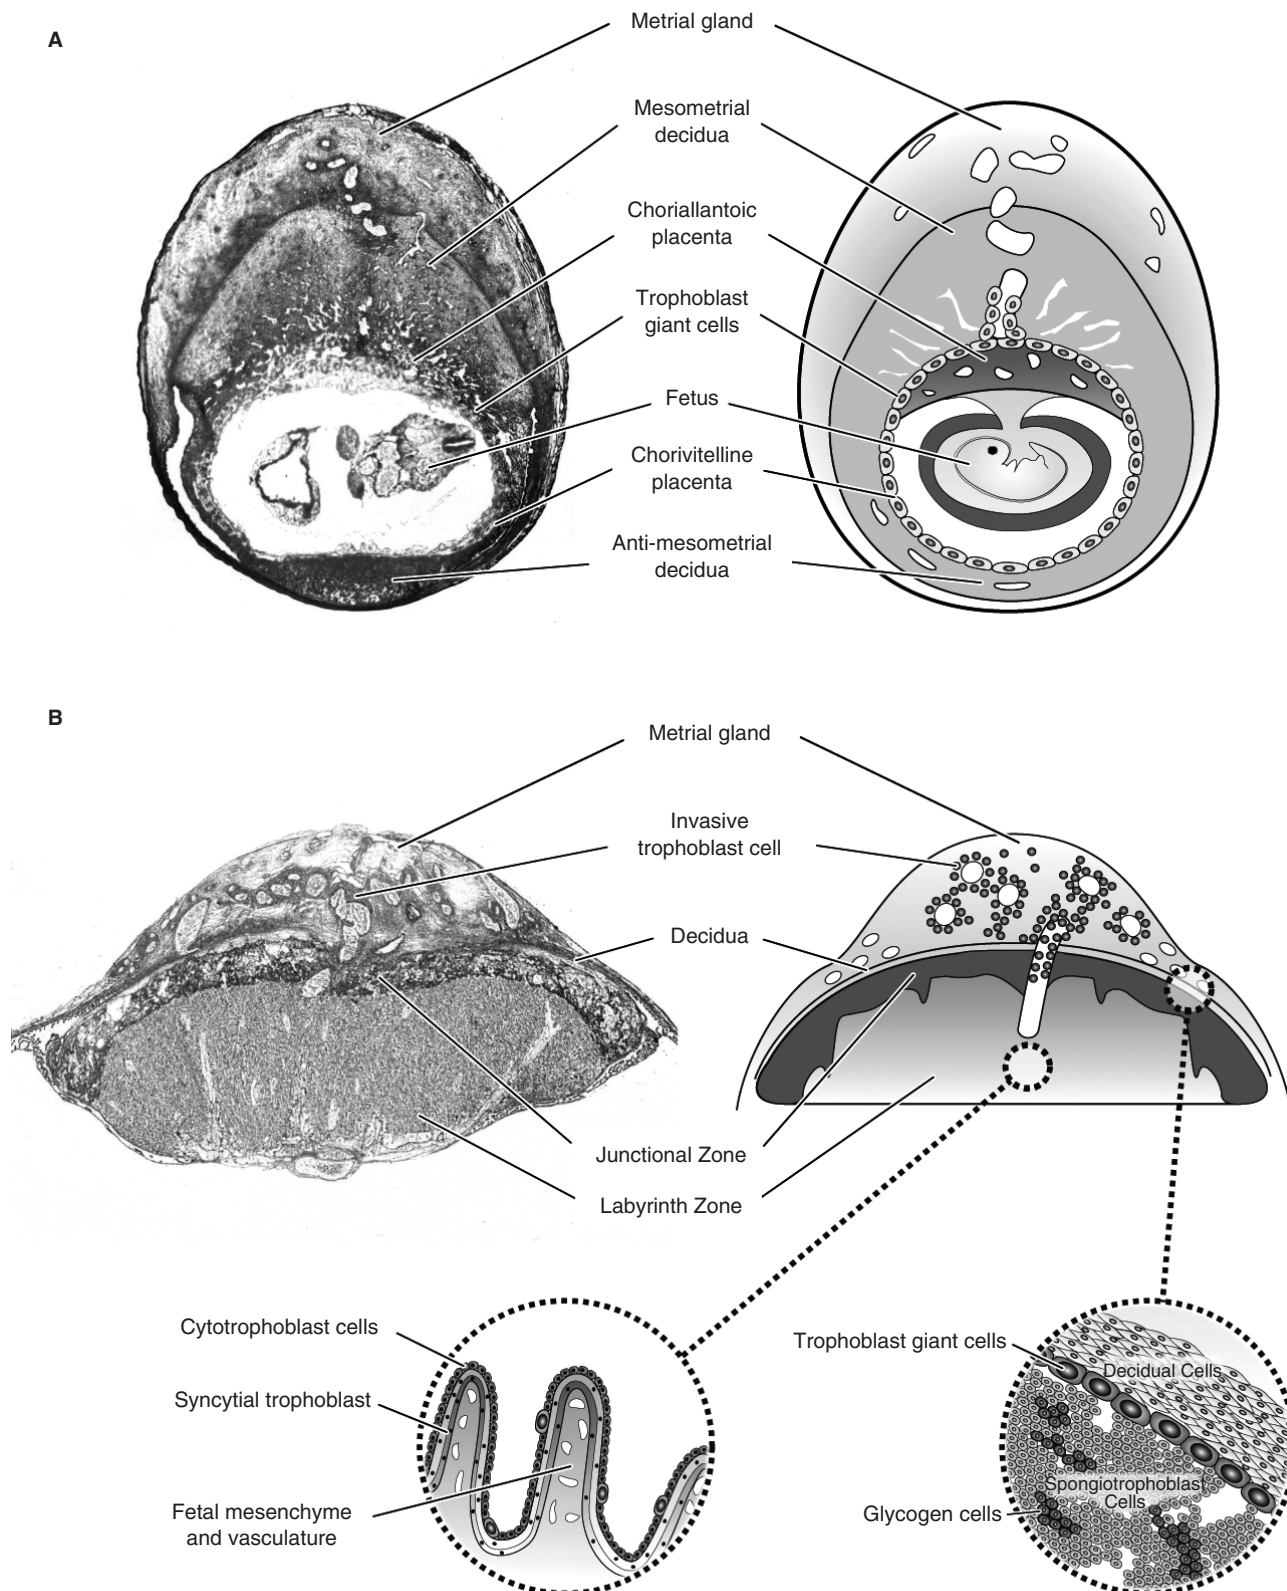 A
Metrial gland
Mesometrial
decidua
Choriallantoic
placenta
Trophoblast
giant cells
Fetus
Chorivitelline
placenta
Anti-mesometrial
decidua
B
Metrial gland
Invasive
trophoblast cell
Decidua
Junctional Zone
Labyrinth Zone
Cytotrophoblast cells
Syncytial trophoblast
Fetal mesenchyme
and vasculature
Trophoblast giant cells
Decidual Cells
Spongiotrophoblast
Cells
Glycogen cells